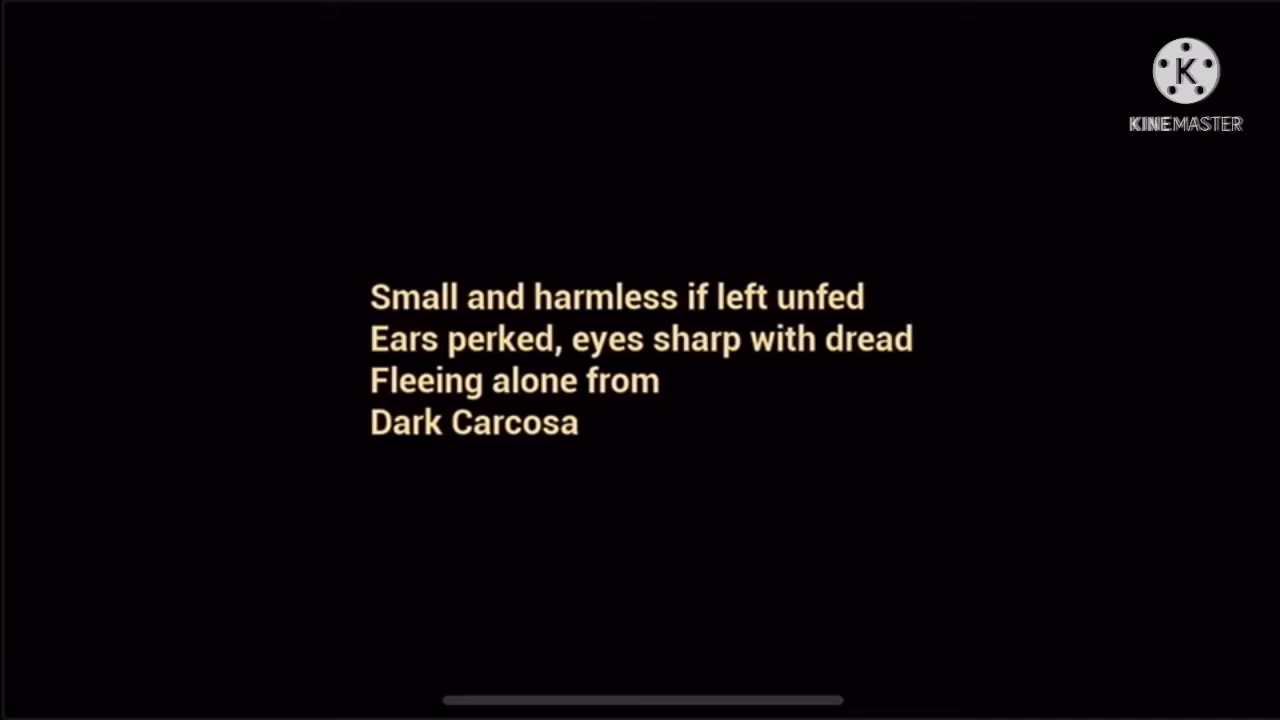 K
KINEMASTER
Small and harmless if left unfed
Ears perked, eyes sharp with dread
Fleeing alone from
Dark Carcosa